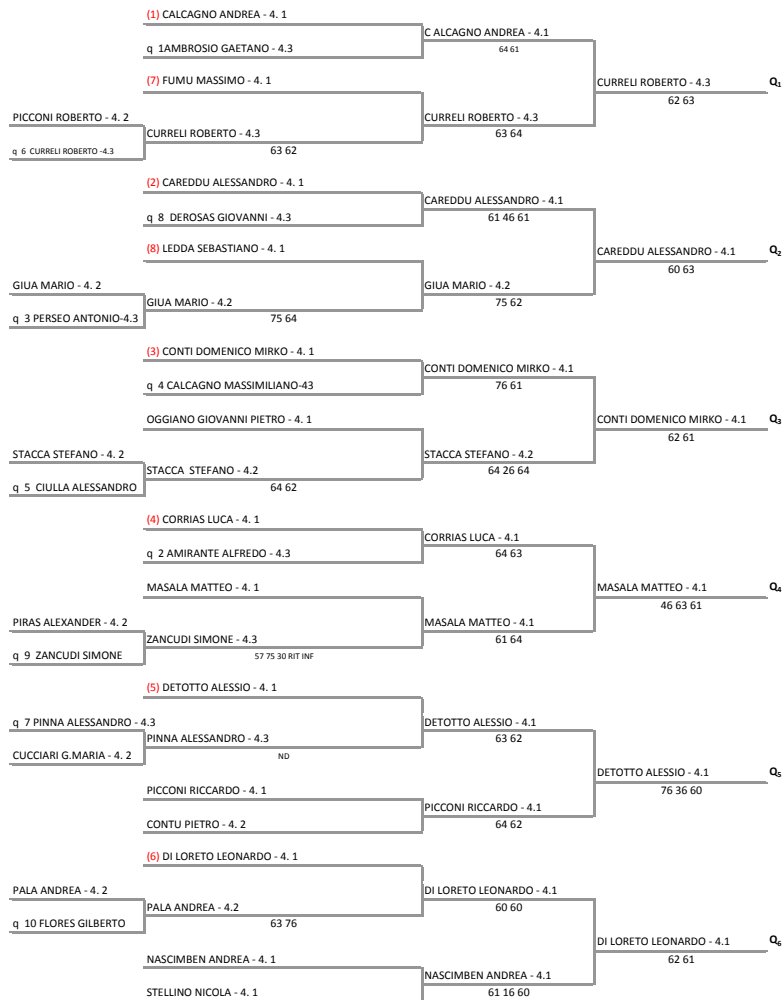 (1) CALCAGNO ANDREA - 4. 1
C ALCAGNO ANDREA - 4.1
q 1AMBROSIO GAETANO - 4.3
64 61
(7) FUMU MASSIMO - 4. 1
CURRELI ROBERTO - 4.3
Q1
62 63
PICCONI ROBERTO - 4. 2
CURRELI ROBERTO - 4.3
CURRELI ROBERTO - 4.3
63 64
q 6 CURRELI ROBERTO -4.3
63 62
(2) CAREDDU ALESSANDRO - 4. 1
CAREDDU ALESSANDRO - 4.1
q 8 DEROSAS GIOVANNI - 4.3
61 46 61
(8) LEDDA SEBASTIANO - 4. 1
CAREDDU ALESSANDRO - 4.1
Q2
60 63
GIUA MARIO - 4. 2
GIUA MARIO - 4.2
GIUA MARIO - 4.2
75 62
q 3 PERSEO ANTONIO-4.3
75 64
(3) CONTI DOMENICO MIRKO - 4. 1
CONTI DOMENICO MIRKO - 4.1
q 4 CALCAGNO MASSIMILIANO-43
76 61
OGGIANO GIOVANNI PIETRO - 4. 1
CONTI DOMENICO MIRKO - 4.1
Q3
62 61
STACCA STEFANO - 4. 2
STACCA STEFANO - 4.2
STACCA STEFANO - 4.2
64 26 64
q 5 CIULLA ALESSANDRO
64 62
(4) CORRIAS LUCA - 4. 1
CORRIAS LUCA - 4.1
q 2 AMIRANTE ALFREDO - 4.3
64 63
MASALA MATTEO - 4. 1
MASALA MATTEO - 4.1
Q4
46 63 61
PIRAS ALEXANDER - 4. 2
ZANCUDI SIMONE - 4.3
MASALA MATTEO - 4.1
61 64
q 9 ZANCUDI SIMONE
57 75 30 RIT INF
(5) DETOTTO ALESSIO - 4. 1
q 7 PINNA ALESSANDRO - 4.3
DETOTTO ALESSIO - 4.1
PINNA ALESSANDRO - 4.3
63 62
CUCCIARI G.MARIA - 4. 2
ND
DETOTTO ALESSIO - 4.1
Q5
76 36 60
PICCONI RICCARDO - 4. 1
PICCONI RICCARDO - 4.1
CONTU PIETRO - 4. 2
64 62
(6) DI LORETO LEONARDO - 4. 1
PALA ANDREA - 4. 2
DI LORETO LEONARDO - 4.1
PALA ANDREA - 4.2
60 60
q 10 FLORES GILBERTO
63 76
DI LORETO LEONARDO - 4.1
Q6
62 61
NASCIMBEN ANDREA - 4. 1
NASCIMBEN ANDREA - 4.1
STELLINO NICOLA - 4. 1
61 16 60